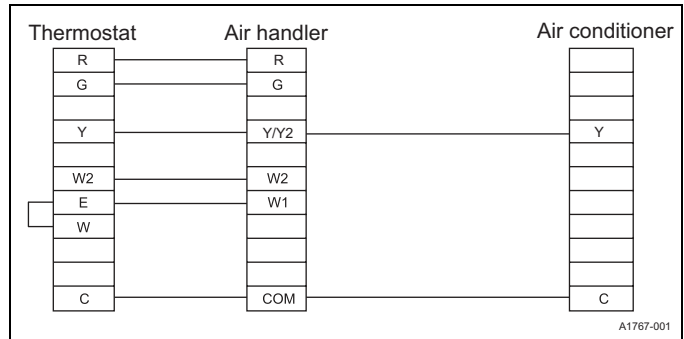 Thermostat Air handler Air conditioner
R R
G G
Y Y/Y2 Y
W2 W2
E W1
W
C COM C
A1767-001